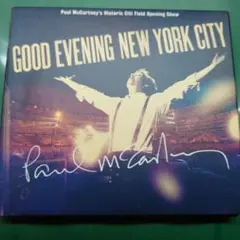 Paul McCartney's Historic Citi Field Opening Show
GOOD EVENING NEW YORK CITY
Paul McCartney